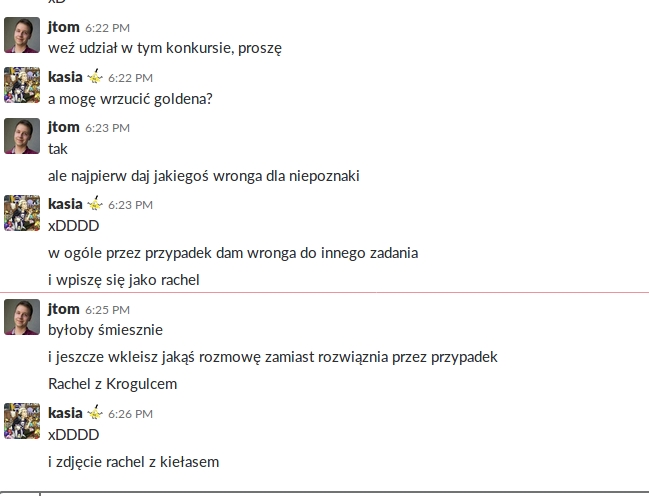 xD
jtom 6:22 PM
weź udział w tym konkursie, proszę
kasia 6:22 PM
a mogę wrzucić goldena?
jtom 6:23 PM
tak
ale najpierw daj jakiegoś wronga dla niepoznaki
kasia 6:23 PM
xDDDD
w ogóle przez przypadek dam wronga do innego zadania
i wpiszę się jako rachel
jtom 6:25 PM
byłoby śmiesznie
i jeszcze wkleisz jakąś rozmowę zamiast rozwiąznia przez przypadek
Rachel z Krogulcem
kasia 6:26 PM
xDDDD
i zdjęcie rachel z kiełasem